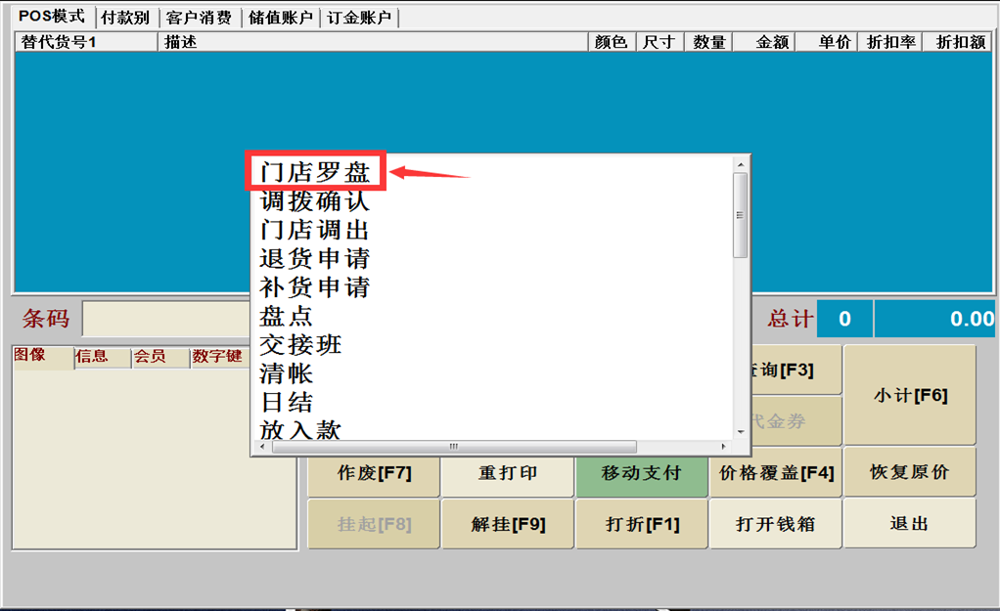 POS模式 付款别 客户消费 储值账户 订金账户
替代货号1 描述 颜色 尺寸 数量 金额 单价 折扣率 折扣额
门店罗盘
调拨确认
门店调出
退货申请
补货申请
盘点
交接班
清帐
日结
放入款
条码 总计 0 0.00
图像 信息 会员 数字键
询[F3] 小计[F6]
代金券
作废[F7] 重打印 移动支付 价格覆盖[F4] 恢复原价
挂起[F8] 解挂[F9] 打折[F1] 打开钱箱 退出